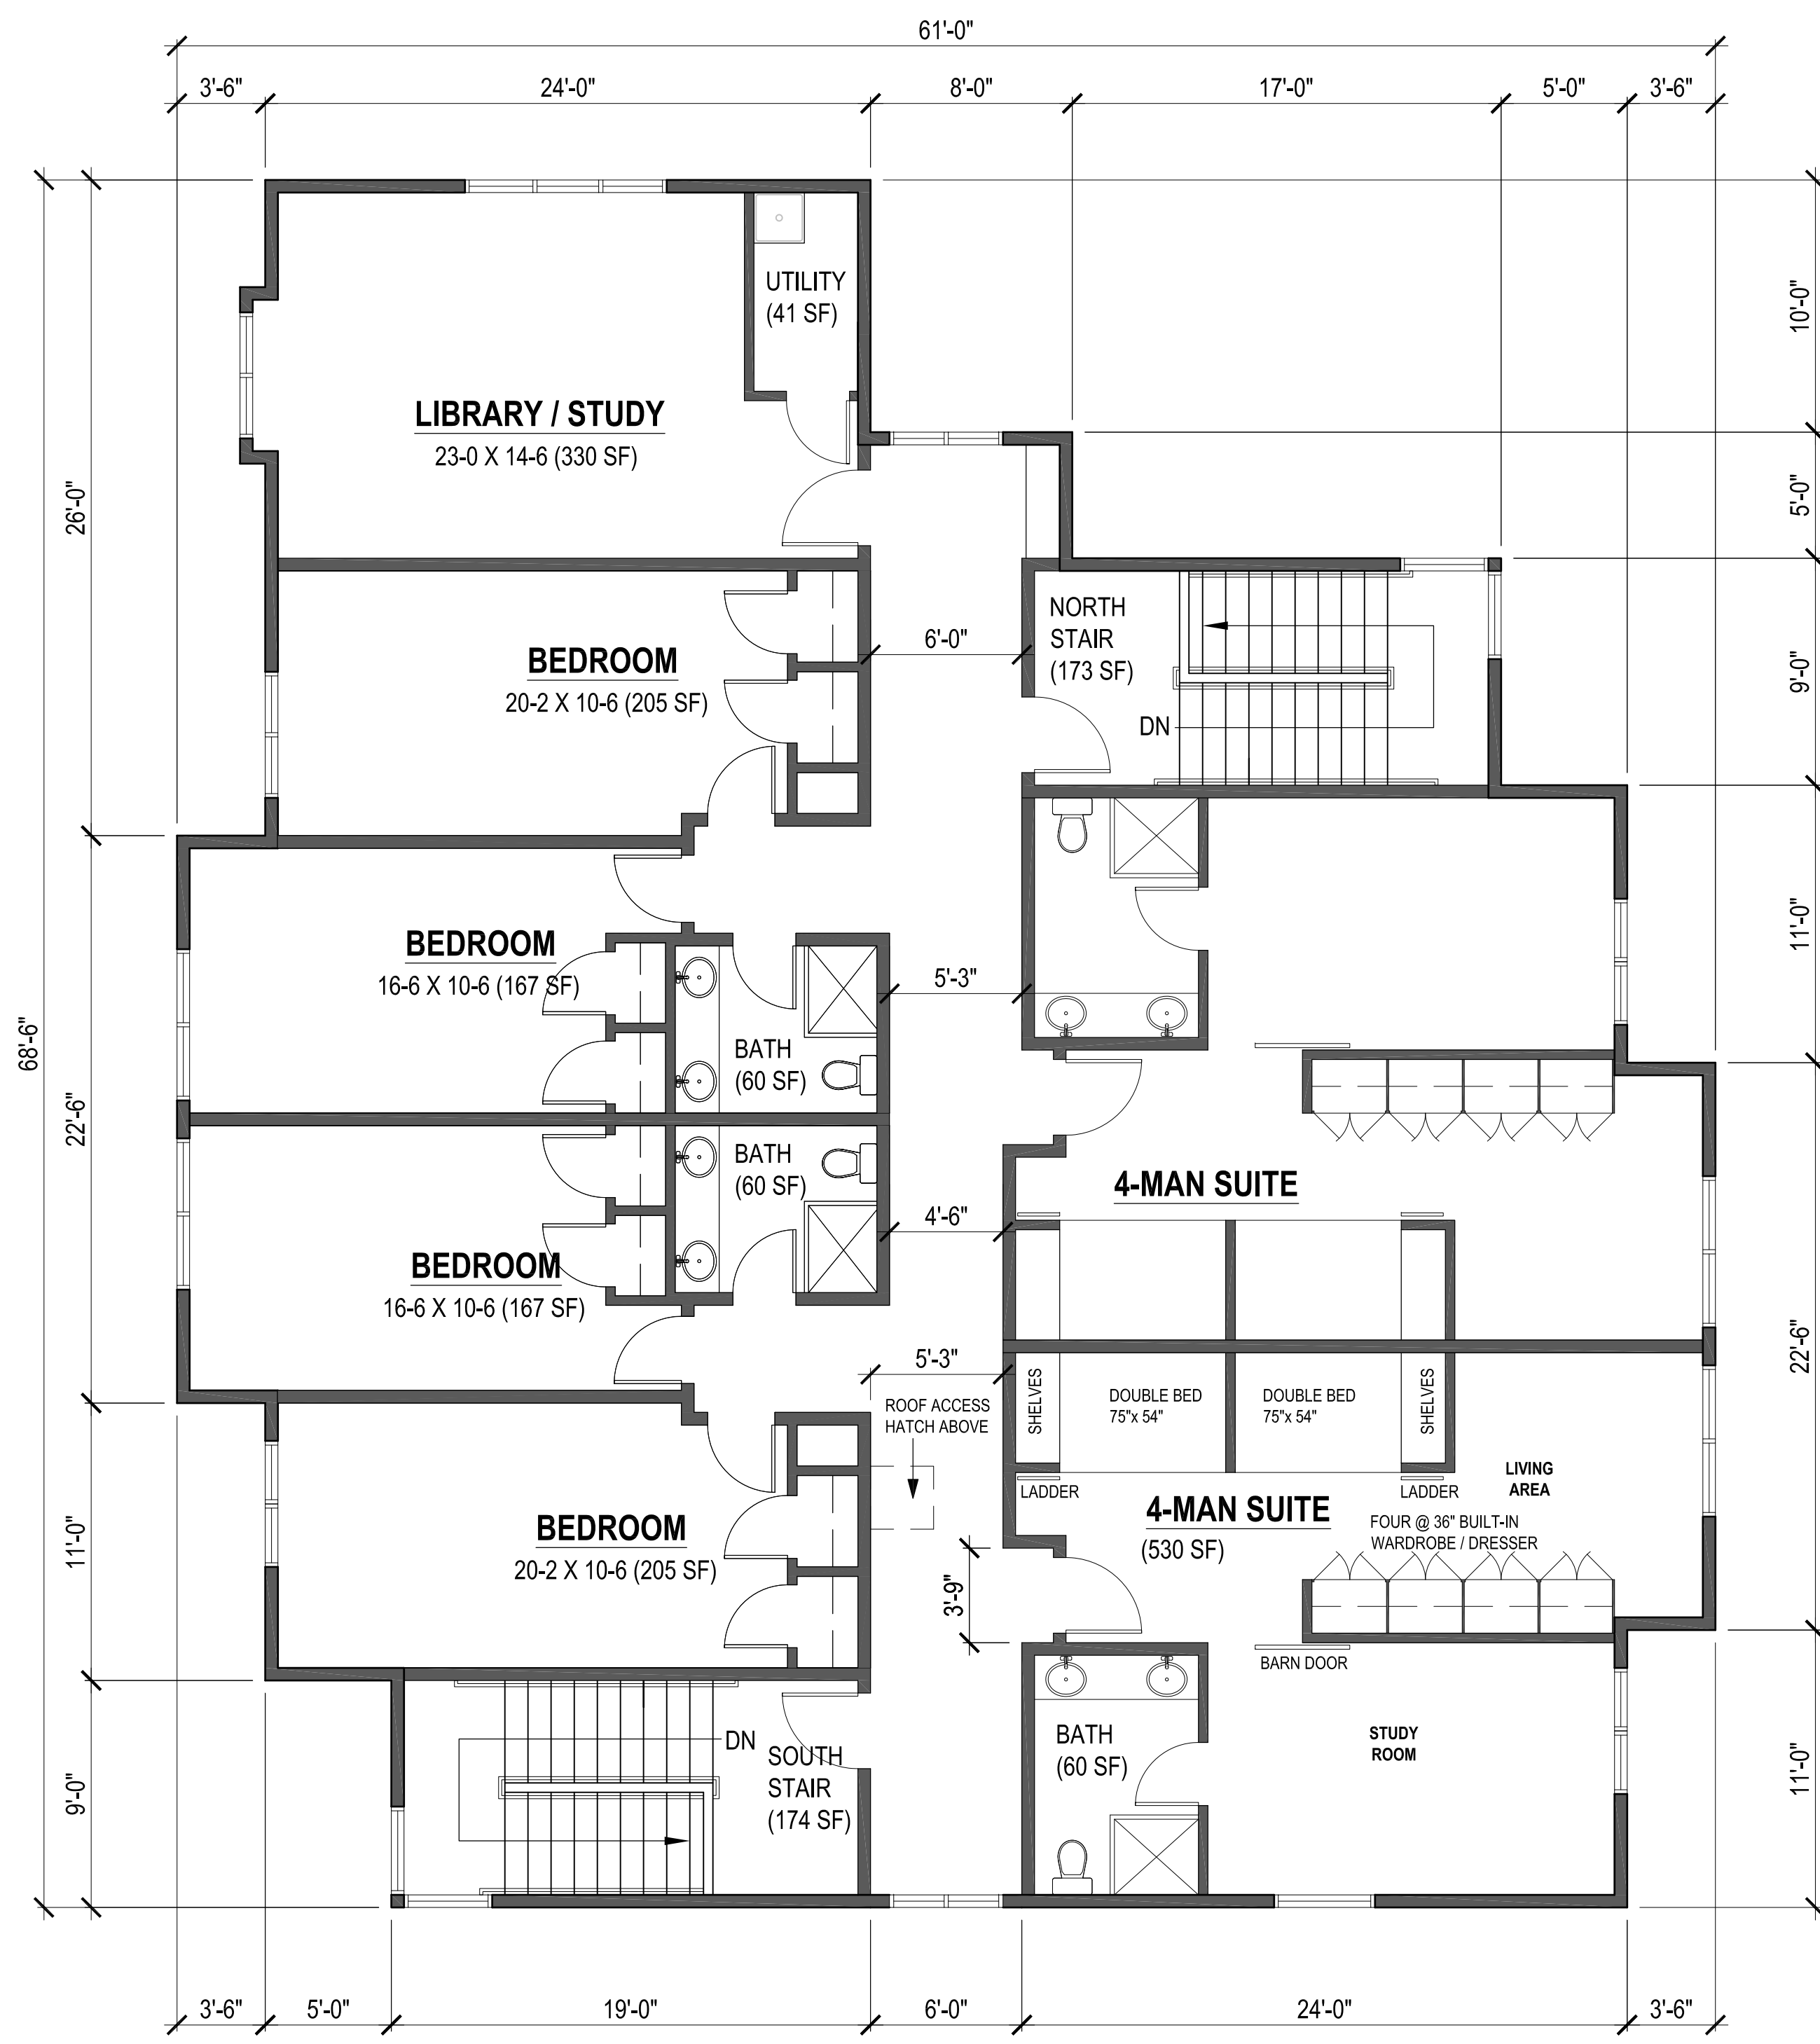 61'-0"
3'-6"
24'-0"
8'-0"
17'-0"
5'-0"
3'-6"
UTILITY
(41 SF)
10'-0"
LIBRARY / STUDY
23-0 X 14-6 (330 SF)
26'-0"
5'-0"
NORTH
STAIR
(173 SF)
6'-0"
BEDROOM
20-2 X 10-6 (205 SF)
9'-0"
DN
BEDROOM
16-6 X 10-6 (167 SF)
11'-0"
5'-3"
68'-6"
BATH
(60 SF)
22'-6"
BATH
(60 SF)
4-MAN SUITE
4'-6"
BEDROOM
16-6 X 10-6 (167 SF)
22'-6"
5'-3"
ROOF ACCESS
HATCH ABOVE
SHELVES
DOUBLE BED
75"x 54"
DOUBLE BED
75"x 54"
SHELVES
LIVING
AREA
LADDER
LADDER
4-MAN SUITE
(530 SF)
FOUR @ 36" BUILT-IN
WARDROBE / DRESSER
BEDROOM
20-2 X 10-6 (205 SF)
11'-0"
3'-9"
BARN DOOR
DN
SOUTH
STAIR
(174 SF)
BATH
(60 SF)
STUDY
ROOM
9'-0"
11'-0"
3'-6"
5'-0"
19'-0"
6'-0"
24'-0"
3'-6"